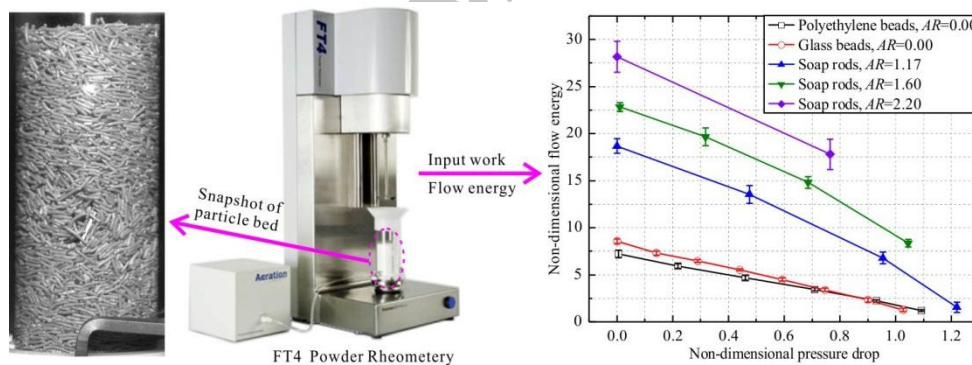 FT4
Aeration
Snapshot of
particle bed
Input work
Flow energy
FT4 Powder Rheometery
Non-dimensional flow energy
30
25
20
15
10
5
0
Polyethylene beads, AR=0.00
Glass beads, AR=0.00
Soap rods, AR=1.17
Soap rods, AR=1.60
Soap rods, AR=2.20
0.0 0.2 0.4 0.6 0.8 1.0 1.2
Non-dimensional pressure drop